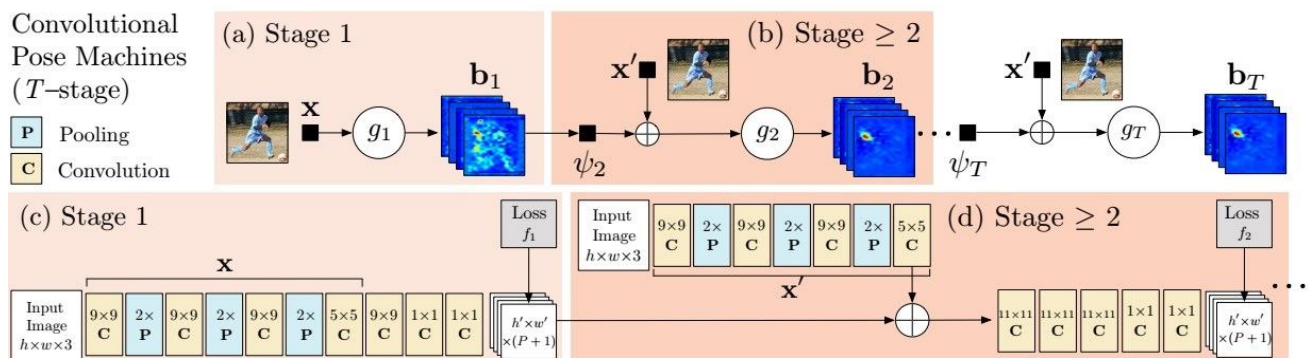 Convolutional
Pose Machines
(T–stage)
P Pooling
C Convolution
(a) Stage 1
x
g₁
b₁
(b) Stage ≥ 2
x′
ψ₂
g₂
b₂
x′
ψ_T
g_T
b_T
(c) Stage 1
x
Input
Image
h×w×3
9×9
C
2×
P
9×9
C
2×
P
9×9
C
2×
P
5×5
C
9×9
C
1×1
C
1×1
C
Loss
f₁
h′×w′
×(P+1)
(d) Stage ≥ 2
Input
Image
h×w×3
9×9
C
2×
P
9×9
C
2×
P
9×9
C
2×
P
5×5
C
x′
11×11
C
11×11
C
11×11
C
1×1
C
1×1
C
Loss
f₂
h′×w′
×(P+1)